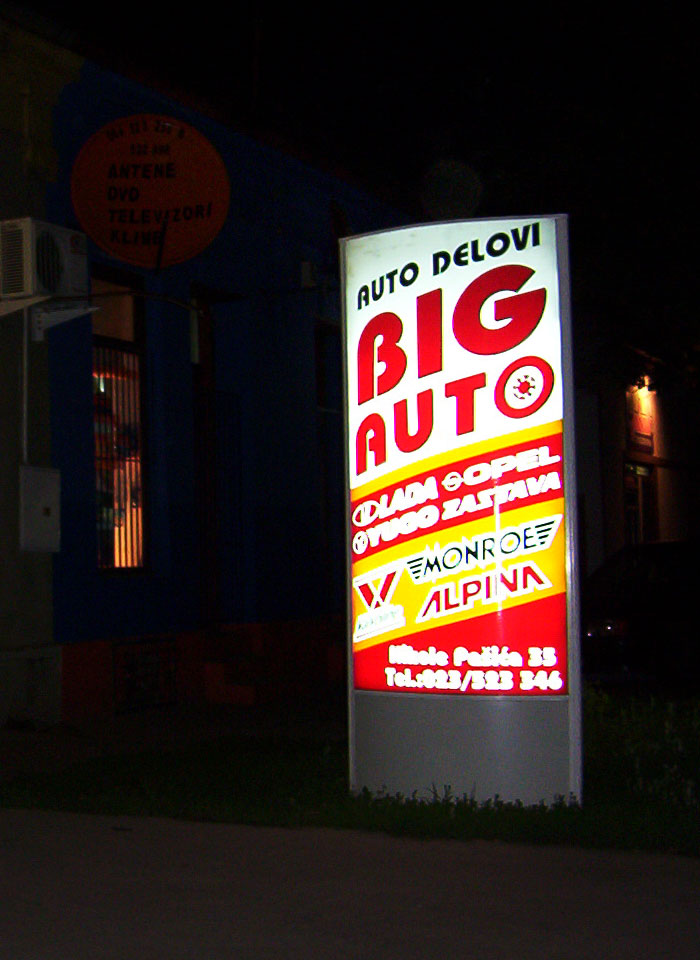 ANTENE
DVD
TELEVIZORI
KLIME
AUTO DELOVI
BIG
AUTO
LADA OPEL
YUGO ZASTAVA
MONROE
ALPINA
Nikole Pašića 35
Tel.:023/523 346